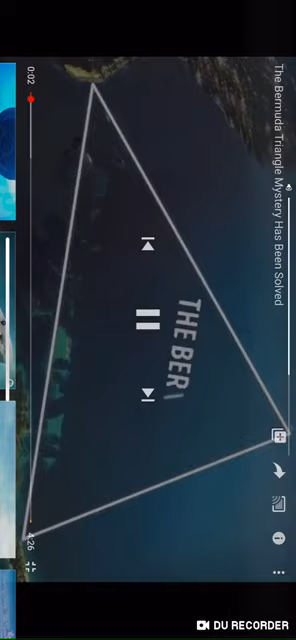 The Bermuda Triangle Mystery Has Been Solved
THE BER
0:02
4:26
DU RECORDER